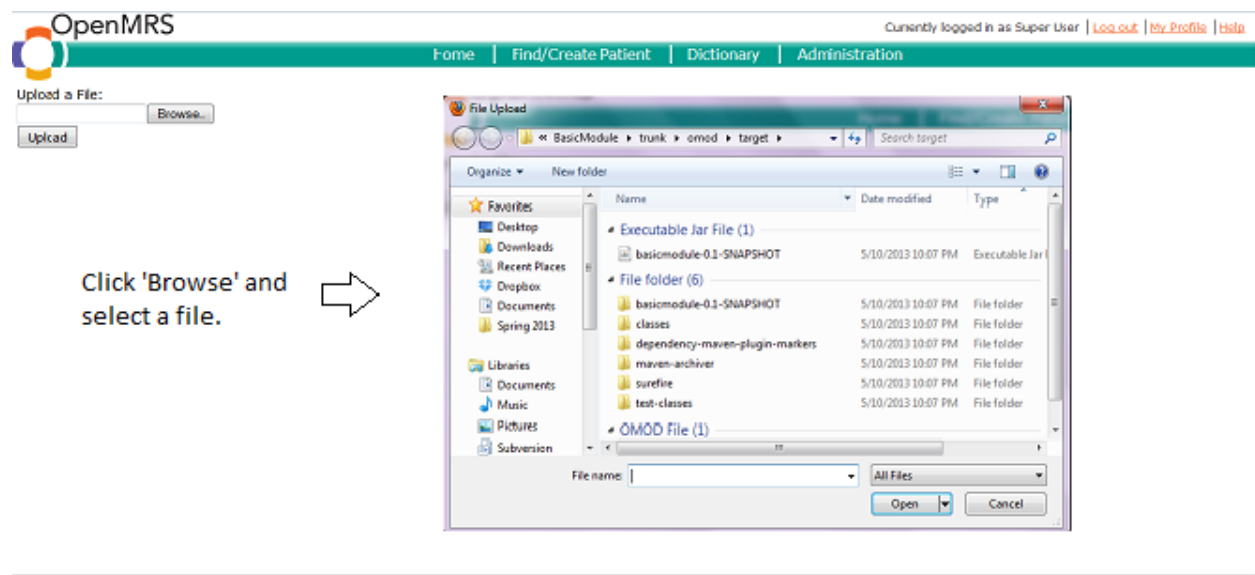 OpenMRS
Currently logged in as Super User | Log out | My Profile | Help
Home | Find/Create Patient | Dictionary | Administration
Upload a File:
Browse..
Upload
Click 'Browse' and
select a file.
File Upload
« BasicModule ▸ trunk ▸ omod ▸ target ▸
Search target
Organize
New folder
Name
Date modified
Type
Favorites
Desktop
Downloads
Recent Places
Dropbox
Documents
Spring 2013
Libraries
Documents
Music
Pictures
Subversion
Executable Jar File (1)
basicmodule-0.1-SNAPSHOT 5/10/2013 10:07 PM Executable Jar
File folder (6)
basicmodule-0.1-SNAPSHOT 5/10/2013 10:07 PM File folder
classes 5/10/2013 10:07 PM File folder
dependency-maven-plugin-markers 5/10/2013 10:07 PM File folder
maven-archiver 5/10/2013 10:07 PM File folder
surefire 5/10/2013 10:07 PM File folder
test-classes 5/10/2013 10:07 PM File folder
OMOD File (1)
File name:
All Files
Open
Cancel